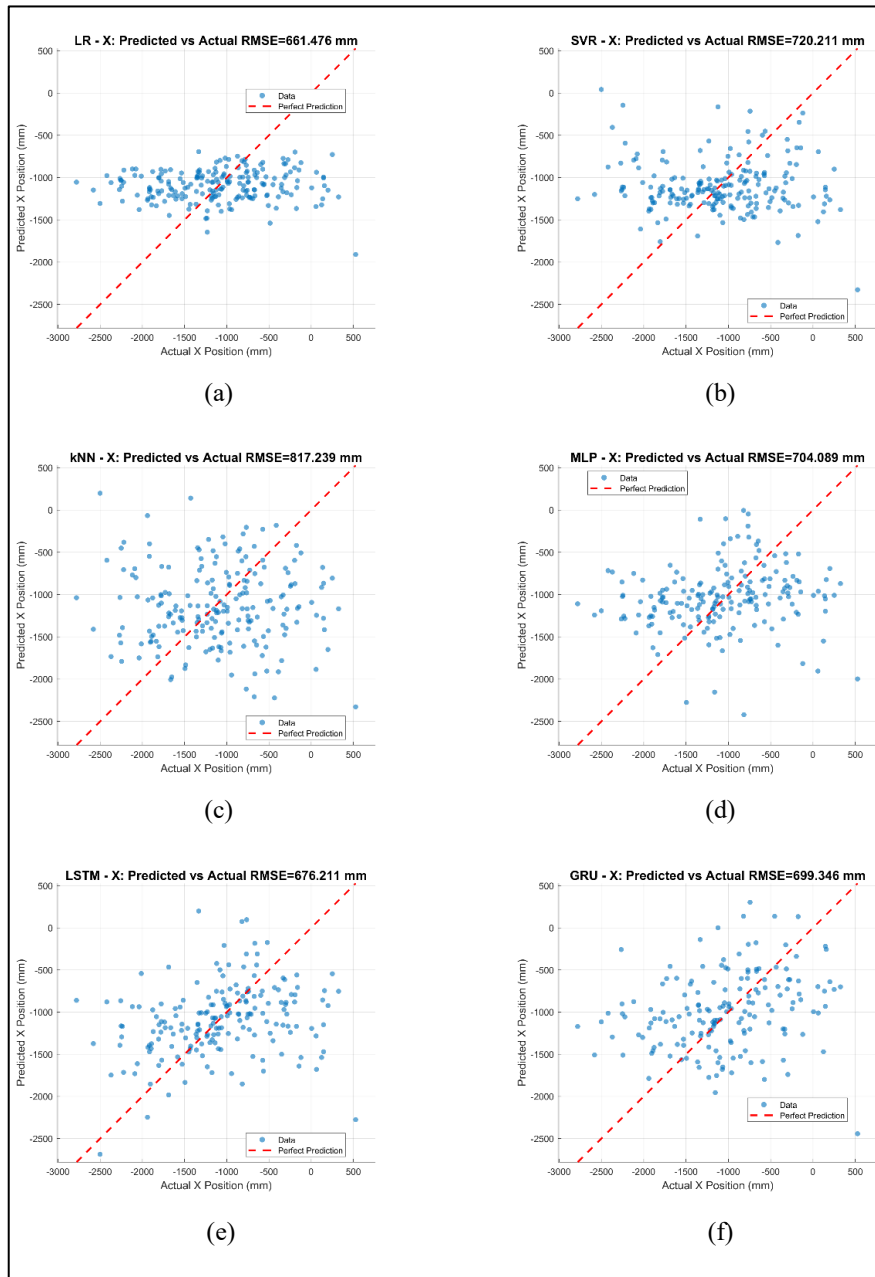 LR - X: Predicted vs Actual RMSE=661.476 mm
500
0
-500
-1000
-1500
-2000
-2500
Predicted X Position (mm)
Data
Perfect Prediction
-3000 -2500 -2000 -1500 -1000 -500 0 500
Actual X Position (mm)
(a)
SVR - X: Predicted vs Actual RMSE=720.211 mm
500
0
-500
-1000
-1500
-2000
-2500
Predicted X Position (mm)
Data
Perfect Prediction
-3000 -2500 -2000 -1500 -1000 -500 0 500
Actual X Position (mm)
(b)
kNN - X: Predicted vs Actual RMSE=817.239 mm
500
0
-500
-1000
-1500
-2000
-2500
Predicted X Position (mm)
Data
Perfect Prediction
-3000 -2500 -2000 -1500 -1000 -500 0 500
Actual X Position (mm)
(c)
MLP - X: Predicted vs Actual RMSE=704.089 mm
500
0
-500
-1000
-1500
-2000
-2500
Predicted X Position (mm)
Data
Perfect Prediction
-3000 -2500 -2000 -1500 -1000 -500 0 500
Actual X Position (mm)
(d)
LSTM - X: Predicted vs Actual RMSE=676.211 mm
500
0
-500
-1000
-1500
-2000
-2500
Predicted X Position (mm)
Data
Perfect Prediction
-3000 -2500 -2000 -1500 -1000 -500 0 500
Actual X Position (mm)
(e)
GRU - X: Predicted vs Actual RMSE=699.346 mm
500
0
-500
-1000
-1500
-2000
-2500
Predicted X Position (mm)
Data
Perfect Prediction
-3000 -2500 -2000 -1500 -1000 -500 0 500
Actual X Position (mm)
(f)